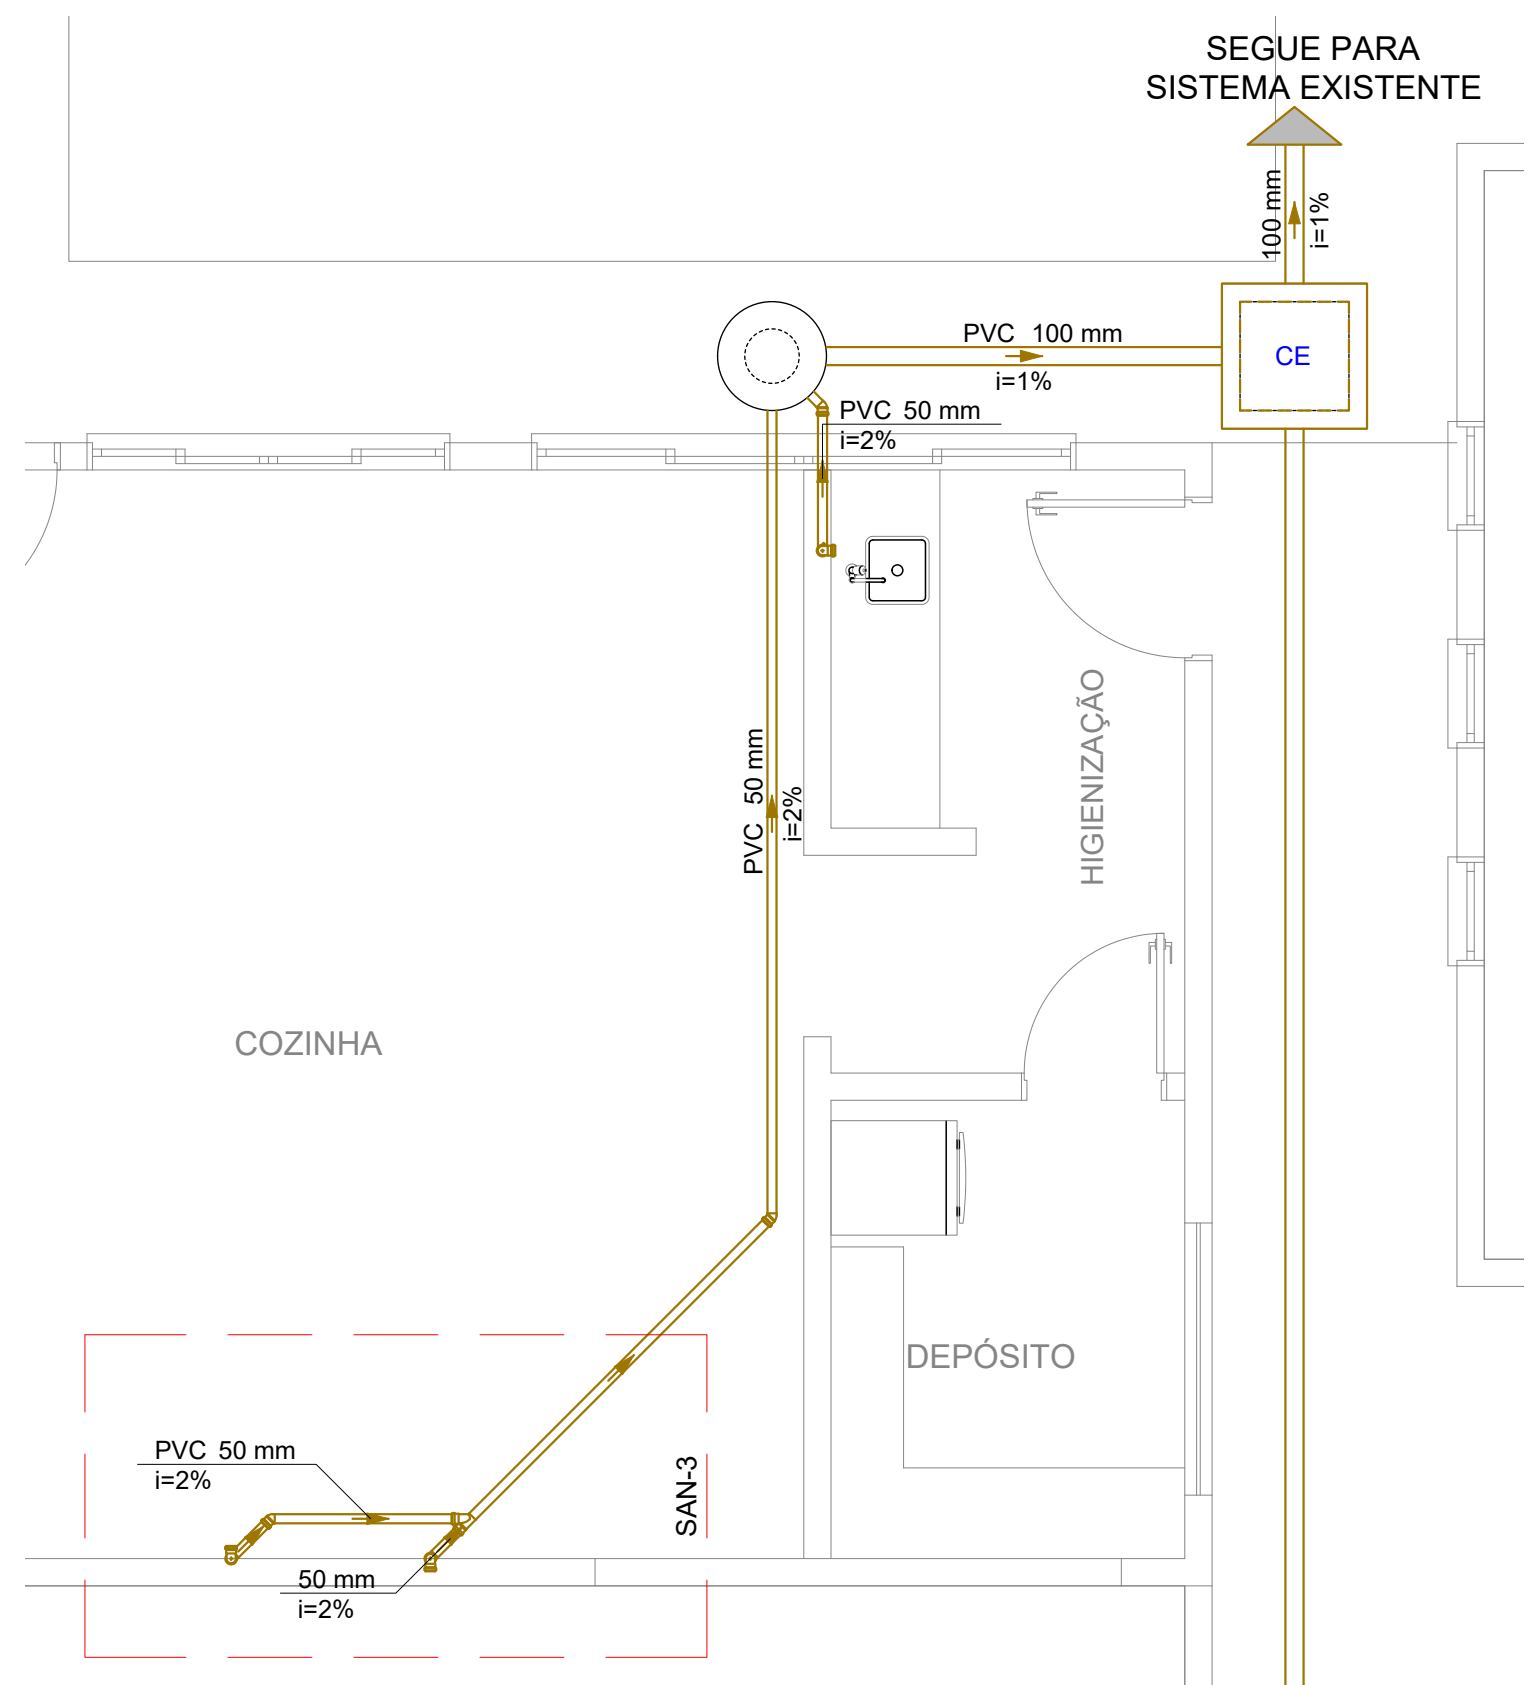 SEGUE PARA
SISTEMA EXISTENTE
100 mm
i=1%
PVC 100 mm
i=1%
CE
PVC 50 mm
i=2%
HIGIENIZAÇÃO
PVC 50 mm
i=2%
COZINHA
DEPÓSITO
PVC 50 mm
i=2%
SAN-3
50 mm
i=2%